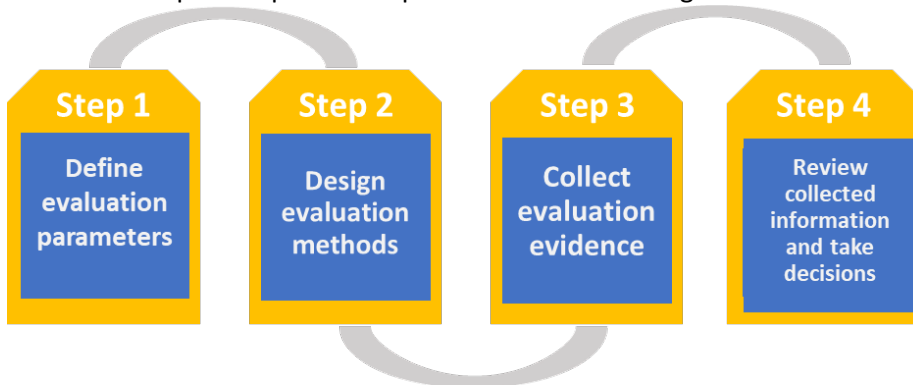 Step 1
Define
evaluation
parameters
Step 2
Design
evaluation
methods
Step 3
Collect
evaluation
evidence
Step 4
Review
collected
information
and take
decisions